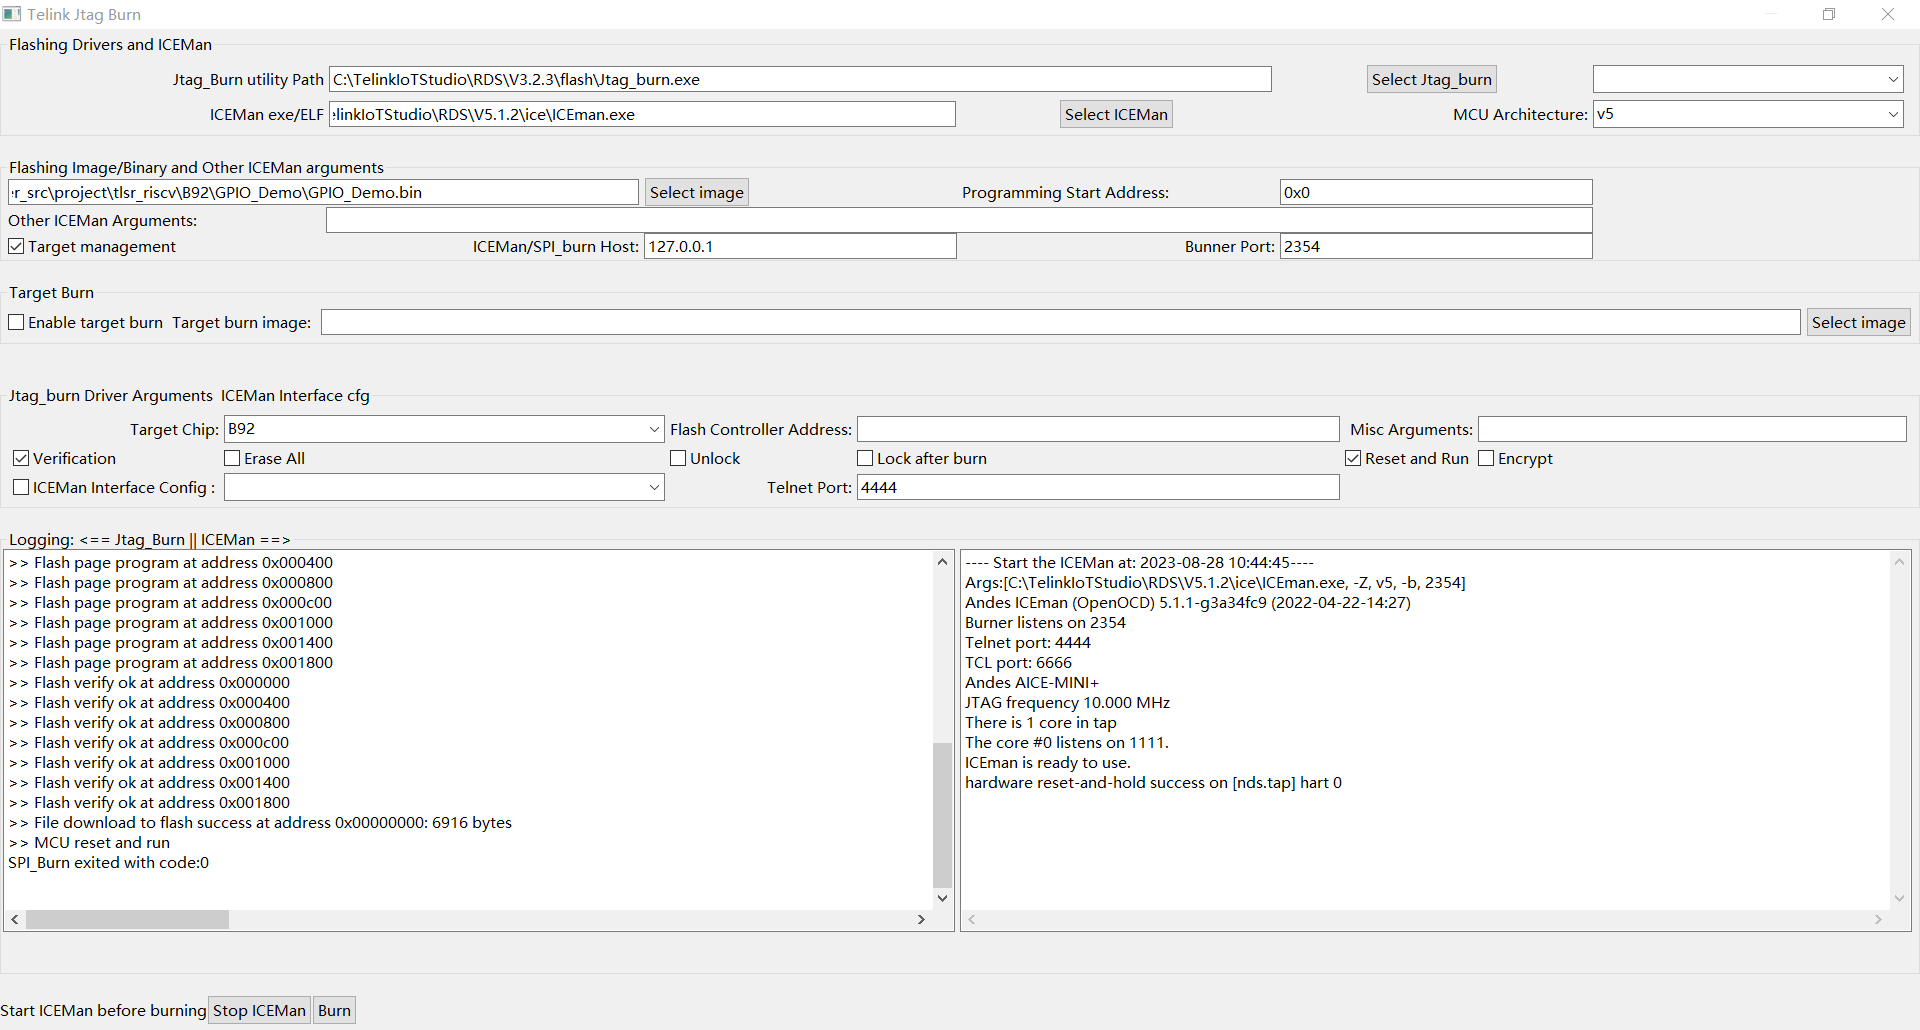 Telink Jtag Burn
Flashing Drivers and ICEMan
Jtag_Burn utility Path C:\TelinkIoTStudio\RDS\V3.2.3\flash\Jtag_burn.exe Select Jtag_burn
ICEMan exe/ELF elinkIoTStudio\RDS\V5.1.2\ice\ICEman.exe Select ICEMan MCU Architecture: v5
Flashing Image/Binary and Other ICEMan arguments
r_src\project\tlsr_riscv\B92\GPIO_Demo\GPIO_Demo.bin Select image Programming Start Address: 0x0
Other ICEMan Arguments:
Target management ICEMan/SPI_burn Host: 127.0.0.1 Bunner Port: 2354
Target Burn
Enable target burn Target burn image: Select image
Jtag_burn Driver Arguments ICEMan Interface cfg
Target Chip: B92 Flash Controller Address: Misc Arguments:
Verification Erase All Unlock Lock after burn Reset and Run Encrypt
ICEMan Interface Config : Telnet Port: 4444
Logging: <== Jtag_Burn || ICEMan ==>
>> Flash page program at address 0x000400
>> Flash page program at address 0x000800
>> Flash page program at address 0x000c00
>> Flash page program at address 0x001000
>> Flash page program at address 0x001400
>> Flash page program at address 0x001800
>> Flash verify ok at address 0x000000
>> Flash verify ok at address 0x000400
>> Flash verify ok at address 0x000800
>> Flash verify ok at address 0x000c00
>> Flash verify ok at address 0x001000
>> Flash verify ok at address 0x001400
>> Flash verify ok at address 0x001800
>> File download to flash success at address 0x00000000: 6916 bytes
>> MCU reset and run
SPI_Burn exited with code:0
---- Start the ICEMan at: 2023-08-28 10:44:45----
Args:[C:\TelinkIoTStudio\RDS\V5.1.2\ice\ICEman.exe, -Z, v5, -b, 2354]
Andes ICEman (OpenOCD) 5.1.1-g3a34fc9 (2022-04-22-14:27)
Burner listens on 2354
Telnet port: 4444
TCL port: 6666
Andes AICE-MINI+
JTAG frequency 10.000 MHz
There is 1 core in tap
The core #0 listens on 1111.
ICEman is ready to use.
hardware reset-and-hold success on [nds.tap] hart 0
Start ICEMan before burning Stop ICEMan Burn